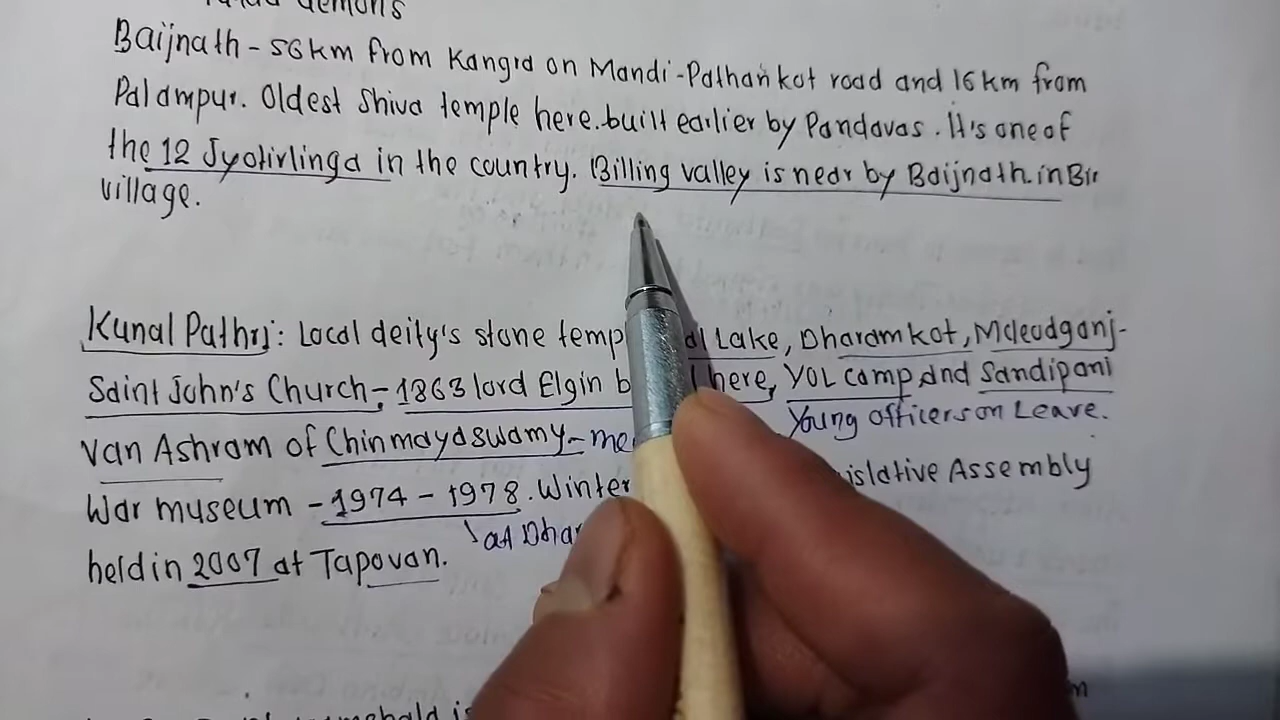 demons
Baijnath - 56km from Kangra on Mandi-Pathankot road and 16km from
Palampur. Oldest Shiva temple here. built earlier by Pandavas. It's one of
the 12 Jyotirlinga in the country. Billing valley is near by Baijnath. in Bir
village.
Kunal Pathri: Local deity's stone temp Lake, Dharamkot, Mcleodganj-
Saint John's Church - 1863 lord Elgin b here, YOL camp and Sandipani
Van Ashram of Chinmayaswamy - me Young officers on Leave.
War museum - 1974 - 1978. Winter islative Assembly
at Dhar
held in 2007 at Tapovan.